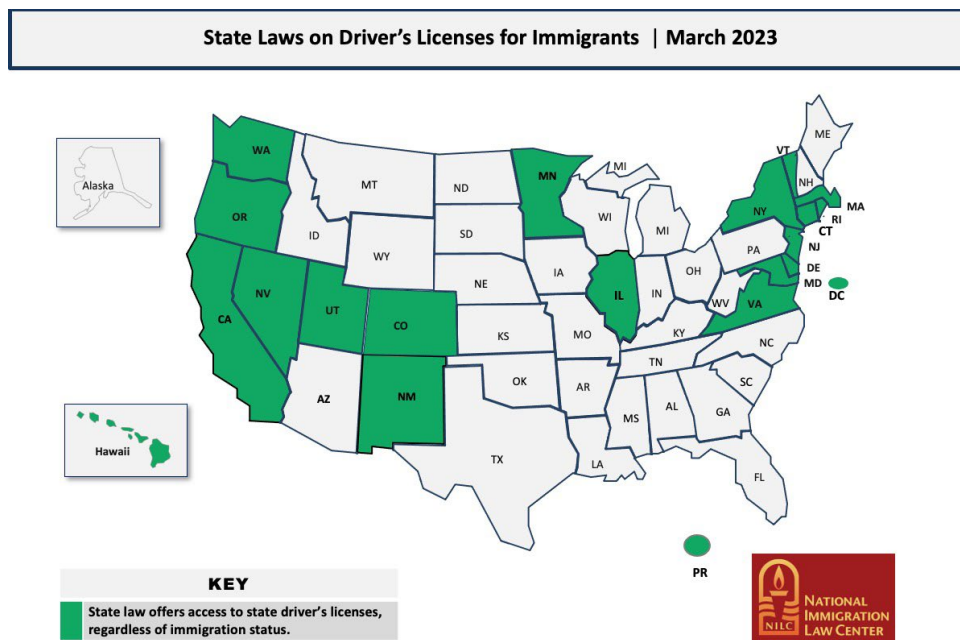 State Laws on Driver's Licenses for Immigrants | March 2023
Alaska
WA
OR
CA
NV
ID
MT
WY
UT
CO
AZ
NM
ND
SD
NE
KS
OK
TX
MN
IA
MO
AR
LA
WI
MI
MI
IL
IN
OH
KY
TN
MS
AL
GA
FL
SC
NC
VA
WV
PA
NY
VT
NH
ME
MA
RI
CT
NJ
DE
MD
DC
Hawaii
PR
KEY
State law offers access to state driver's licenses,
regardless of immigration status.
NILC
NATIONAL
IMMIGRATION
LAW CENTER